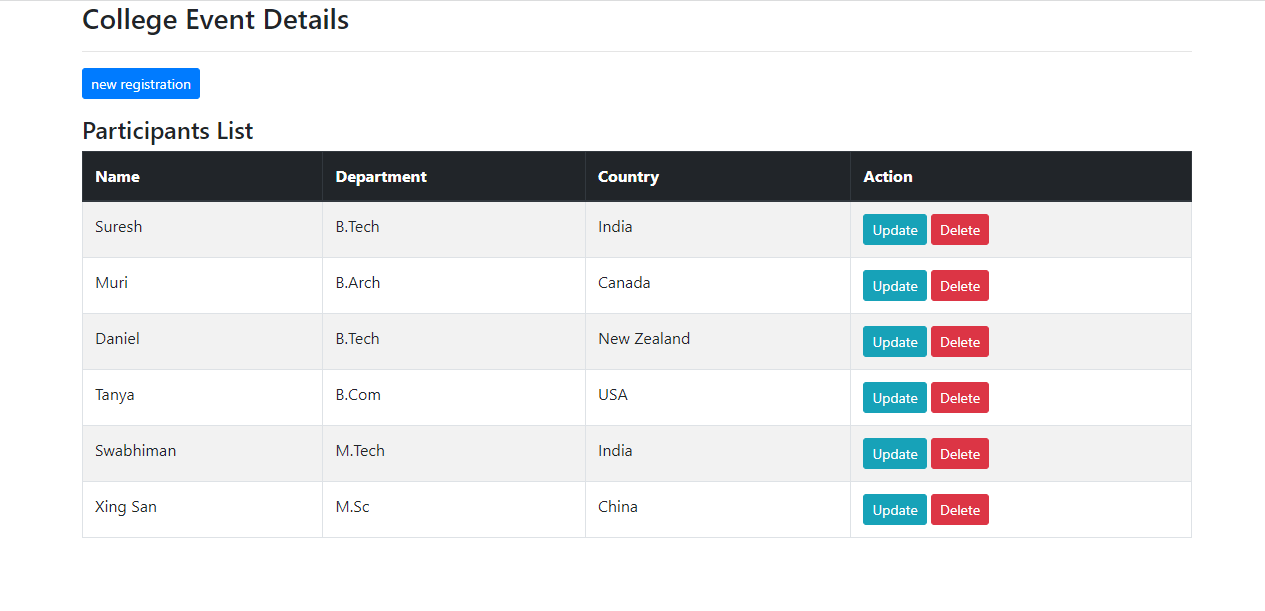 College Event Details
new registration
Participants List
Name Department Country Action
Suresh B.Tech India Update Delete
Muri B.Arch Canada Update Delete
Daniel B.Tech New Zealand Update Delete
Tanya B.Com USA Update Delete
Swabhiman M.Tech India Update Delete
Xing San M.Sc China Update Delete